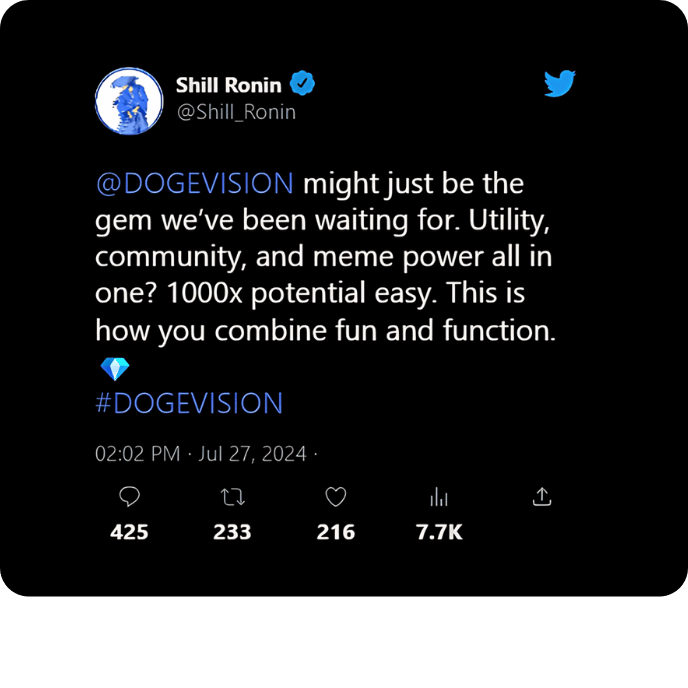 Shill Ronin
@Shill_Ronin
@DOGEVISION might just be the
gem we’ve been waiting for. Utility,
community, and meme power all in
one? 1000x potential easy. This is
how you combine fun and function.
💎
#DOGEVISION
02:02 PM · Jul 27, 2024 ·
425 233 216 7.7K